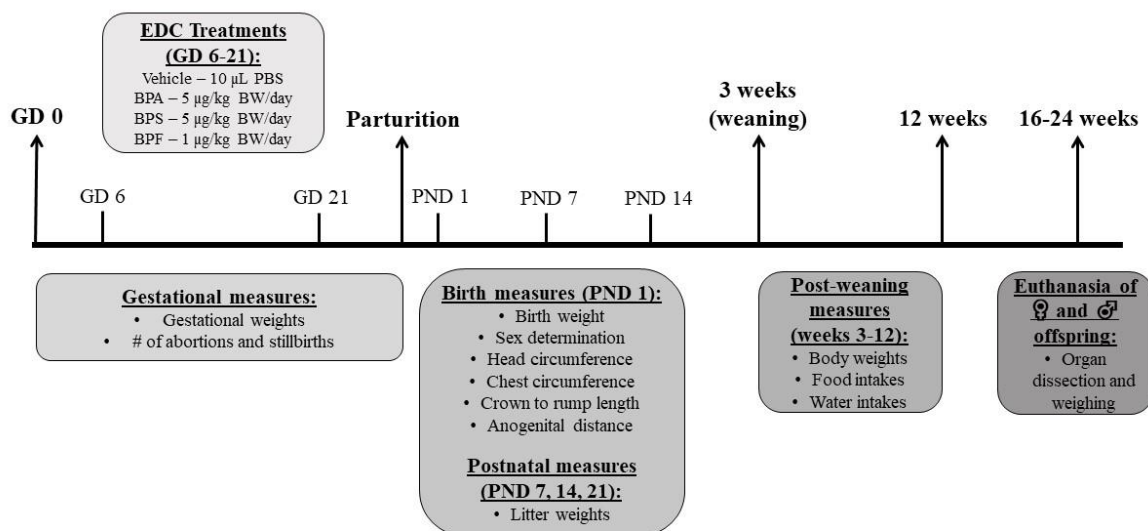 EDC Treatments
(GD 6-21):
Vehicle – 10 μL PBS
BPA – 5 μg/kg BW/day
BPS – 5 μg/kg BW/day
BPF – 1 μg/kg BW/day
GD 0
Parturition
3 weeks
(weaning)
12 weeks
16-24 weeks
GD 6
GD 21
PND 1
PND 7
PND 14
Gestational measures:
• Gestational weights
• # of abortions and stillbirths
Birth measures (PND 1):
• Birth weight
• Sex determination
• Head circumference
• Chest circumference
• Crown to rump length
• Anogenital distance
Postnatal measures
(PND 7, 14, 21):
• Litter weights
Post-weaning
measures
(weeks 3-12):
• Body weights
• Food intakes
• Water intakes
Euthanasia of
♀ and ♂
offspring:
• Organ
dissection and
weighing